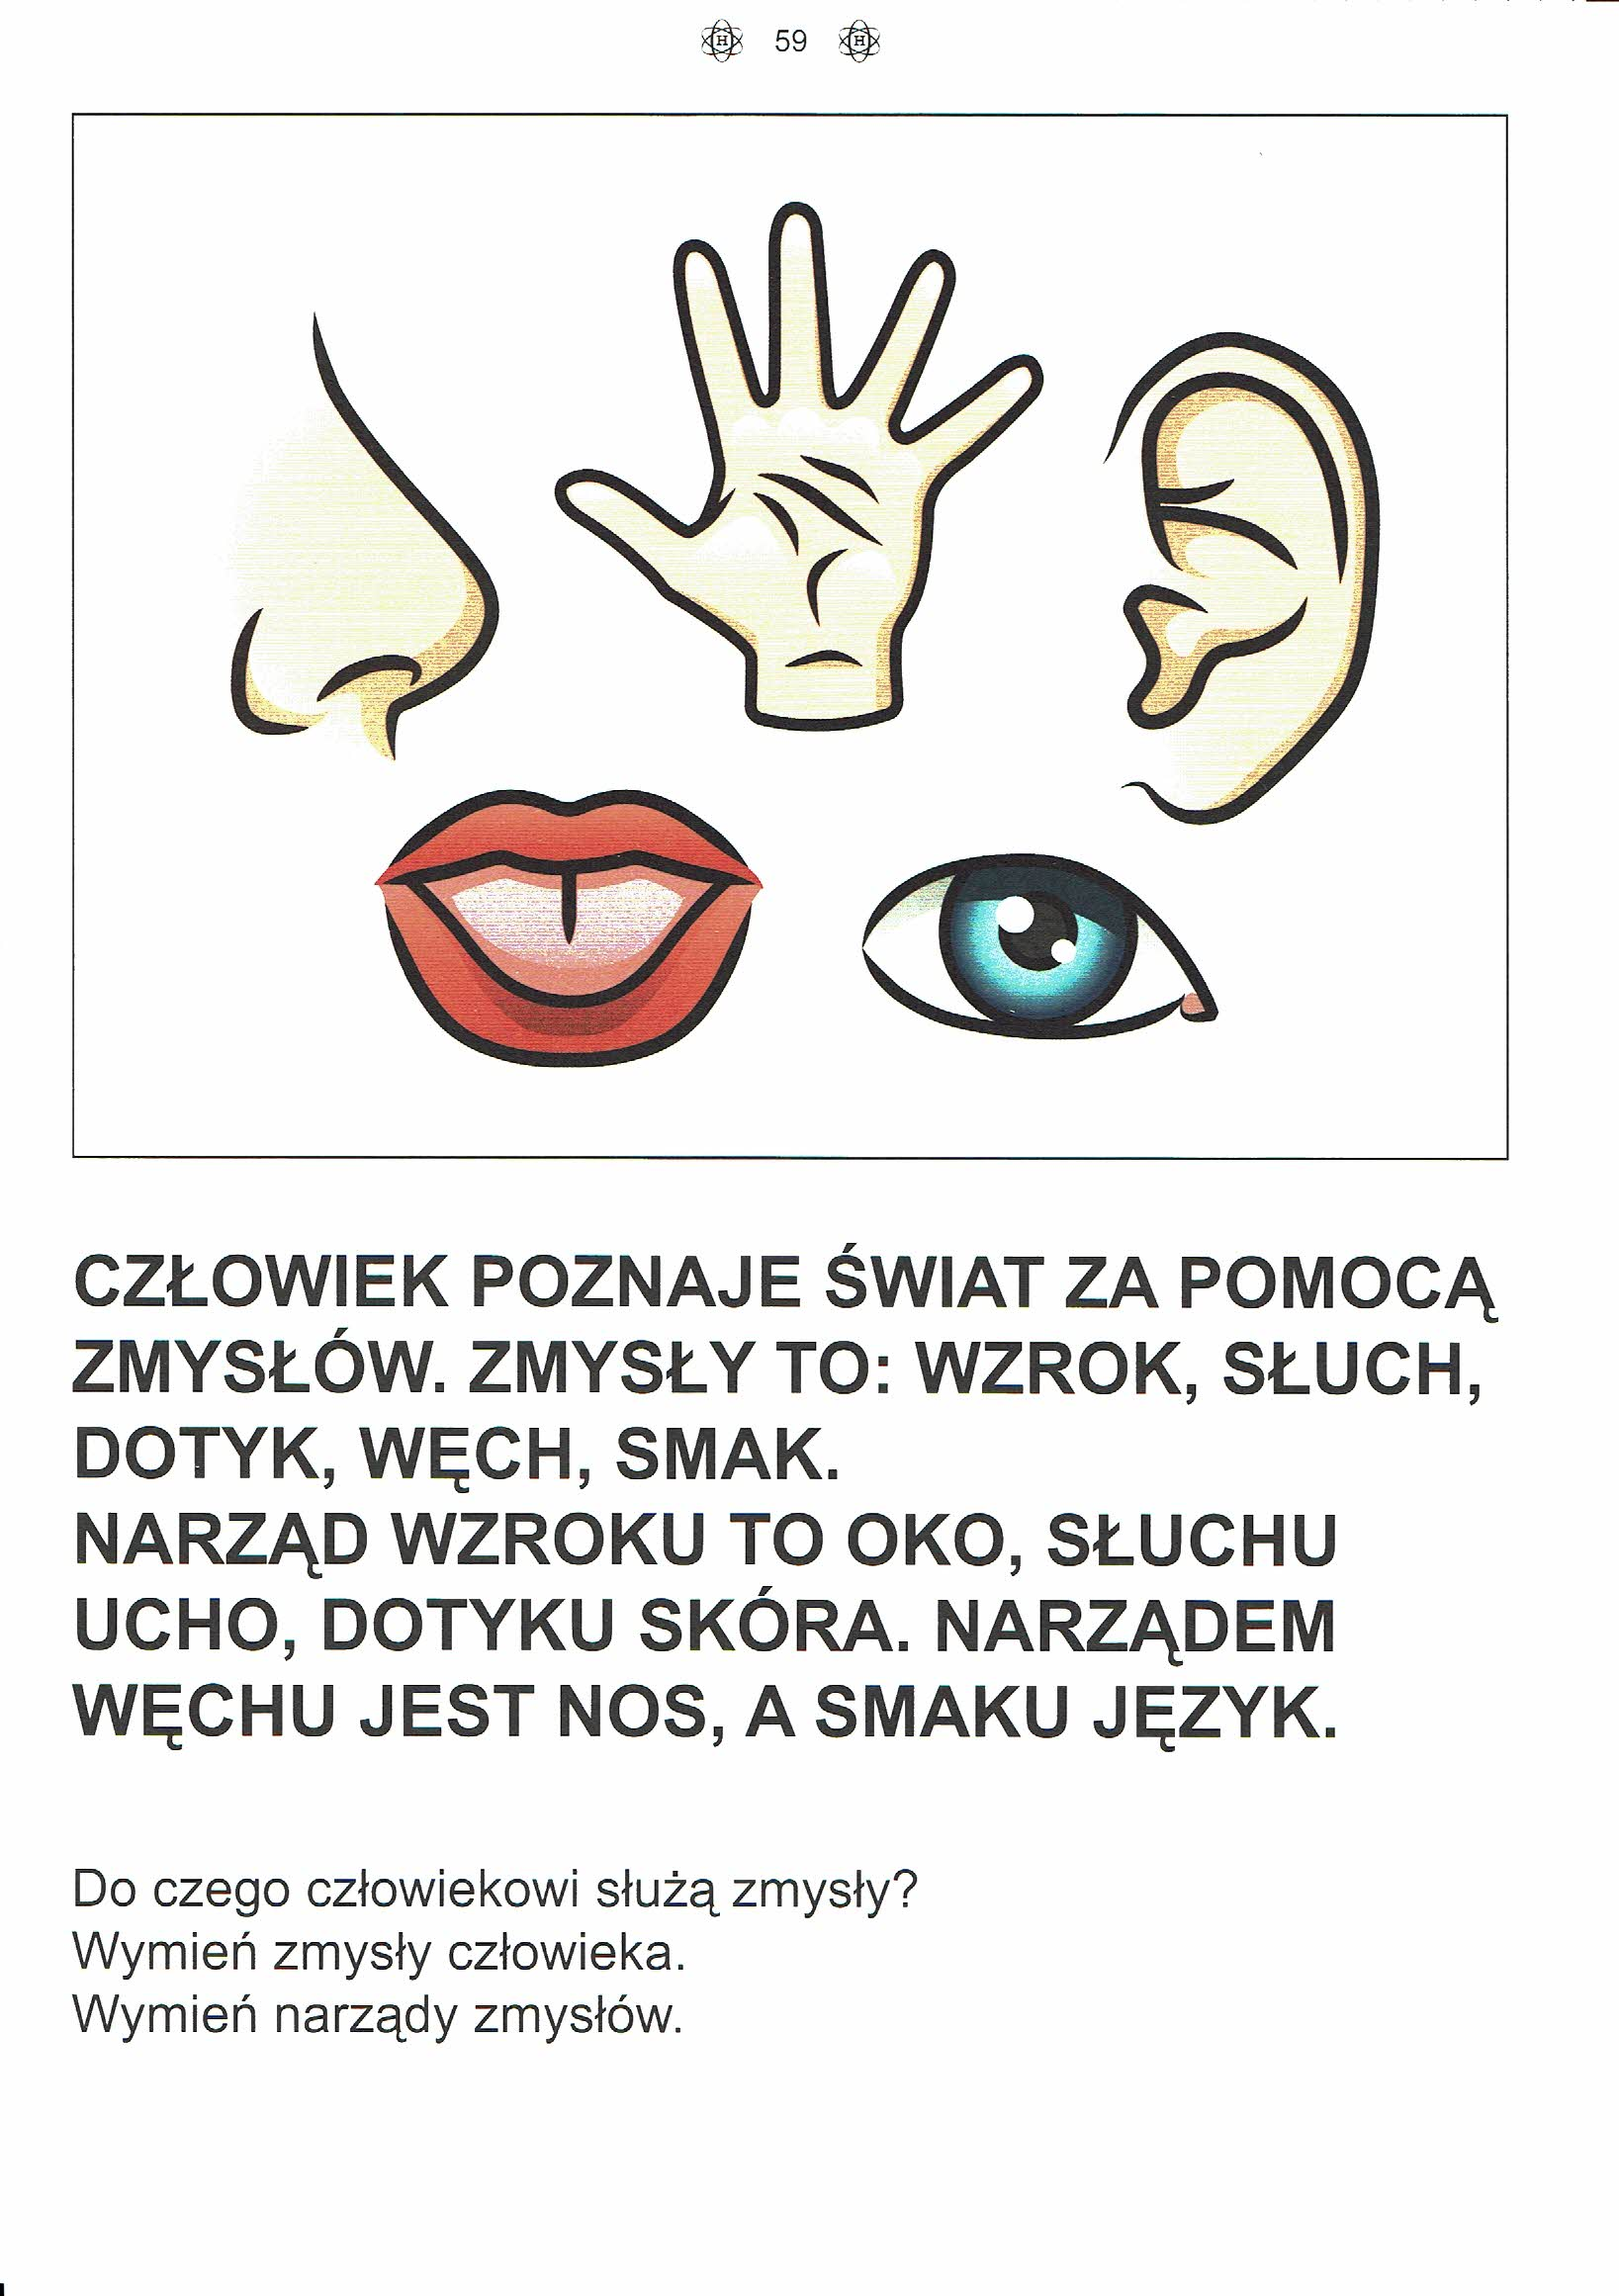 59
CZŁOWIEK POZNAJE ŚWIAT ZA POMOCĄ
ZMYSŁÓW. ZMYSŁY TO: WZROK, SŁUCH,
DOTYK, WĘCH, SMAK.
NARZĄD WZROKU TO OKO, SŁUCHU
UCHO, DOTYKU SKÓRA. NARZĄDEM
WĘCHU JEST NOS, A SMAKU JĘZYK.
Do czego człowiekowi służą zmysły?
Wymień zmysły człowieka.
Wymień narządy zmysłów.